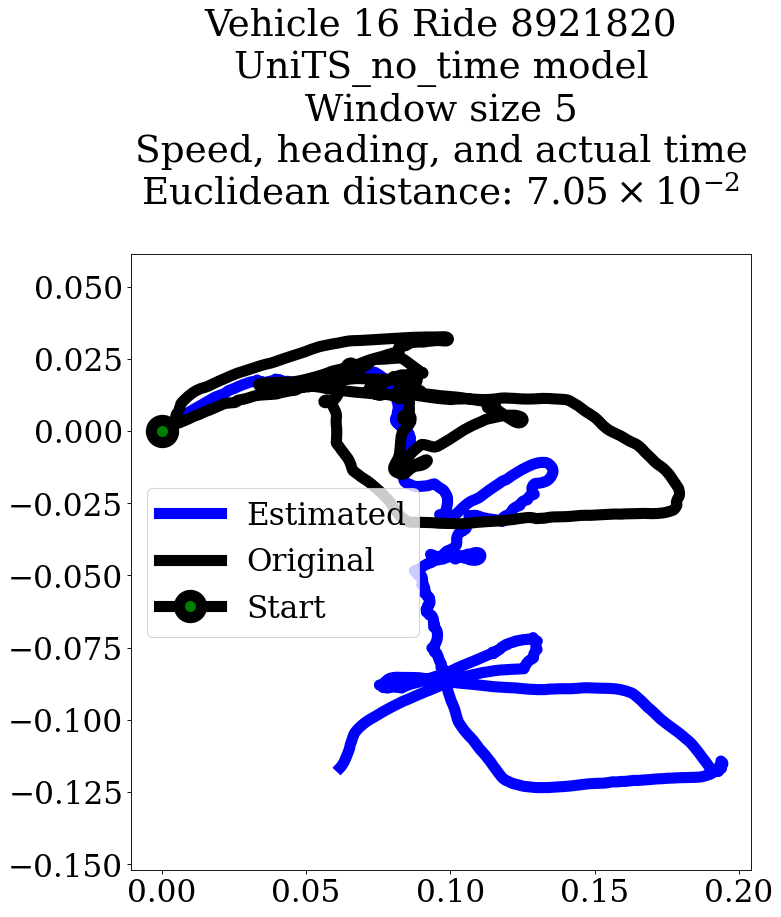 Vehicle 16 Ride 8921820
UniTS_no_time model
Window size 5
Speed, heading, and actual time
Euclidean distance: 7.05 × 10⁻²
0.050
0.025
0.000
−0.025
−0.050
−0.075
−0.100
−0.125
−0.150
Estimated
Original
Start
0.00 0.05 0.10 0.15 0.20